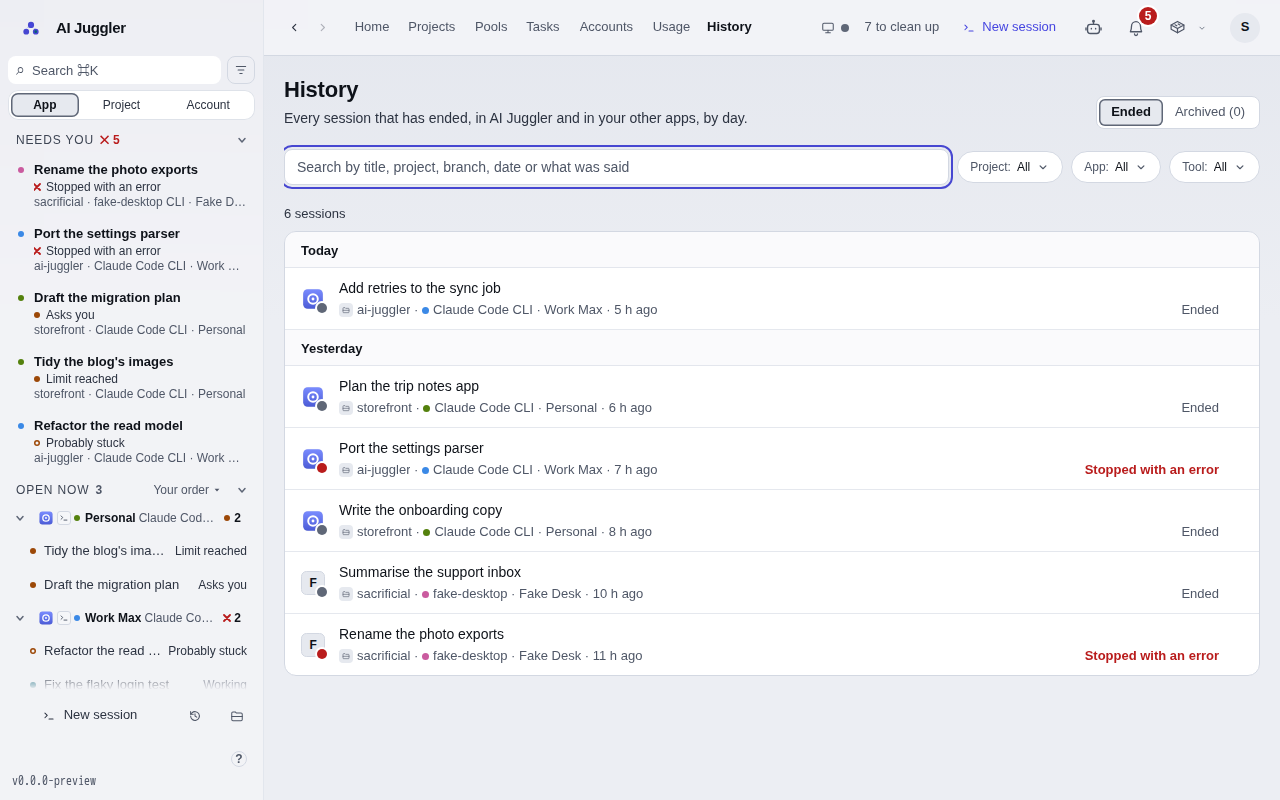 AI Juggler
Search ⌘K
App Project Account
NEEDS YOU 5
Rename the photo exports
Stopped with an error
sacrificial · fake-desktop CLI · Fake D…
Port the settings parser
Stopped with an error
ai-juggler · Claude Code CLI · Work …
Draft the migration plan
Asks you
storefront · Claude Code CLI · Personal
Tidy the blog's images
Limit reached
storefront · Claude Code CLI · Personal
Refactor the read model
Probably stuck
ai-juggler · Claude Code CLI · Work …
OPEN NOW 3 Your order
Personal Claude Cod… 2
Tidy the blog's ima… Limit reached
Draft the migration plan Asks you
Work Max Claude Co… 2
Refactor the read … Probably stuck
Fix the flaky login test Working
New session
?
v0.0.0-preview
Home Projects Pools Tasks Accounts Usage History 7 to clean up New session 5 S
History
Every session that has ended, in AI Juggler and in your other apps, by day.
Ended Archived (0)
Search by title, project, branch, date or what was said
Project: All App: All Tool: All
6 sessions
Today
Add retries to the sync job
ai-juggler · Claude Code CLI · Work Max · 5 h ago Ended
Yesterday
Plan the trip notes app
storefront · Claude Code CLI · Personal · 6 h ago Ended
Port the settings parser
ai-juggler · Claude Code CLI · Work Max · 7 h ago Stopped with an error
Write the onboarding copy
storefront · Claude Code CLI · Personal · 8 h ago Ended
F Summarise the support inbox
sacrificial · fake-desktop · Fake Desk · 10 h ago Ended
F Rename the photo exports
sacrificial · fake-desktop · Fake Desk · 11 h ago Stopped with an error